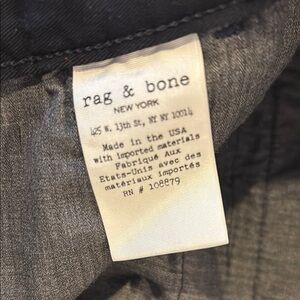 rag & bone
NEW YORK
425 W. 13th St, NY NY 10014
Made in the USA
with imported materials
Fabriqué Aux
Etats-Unis avec des
matériaux importés
RN # 108879